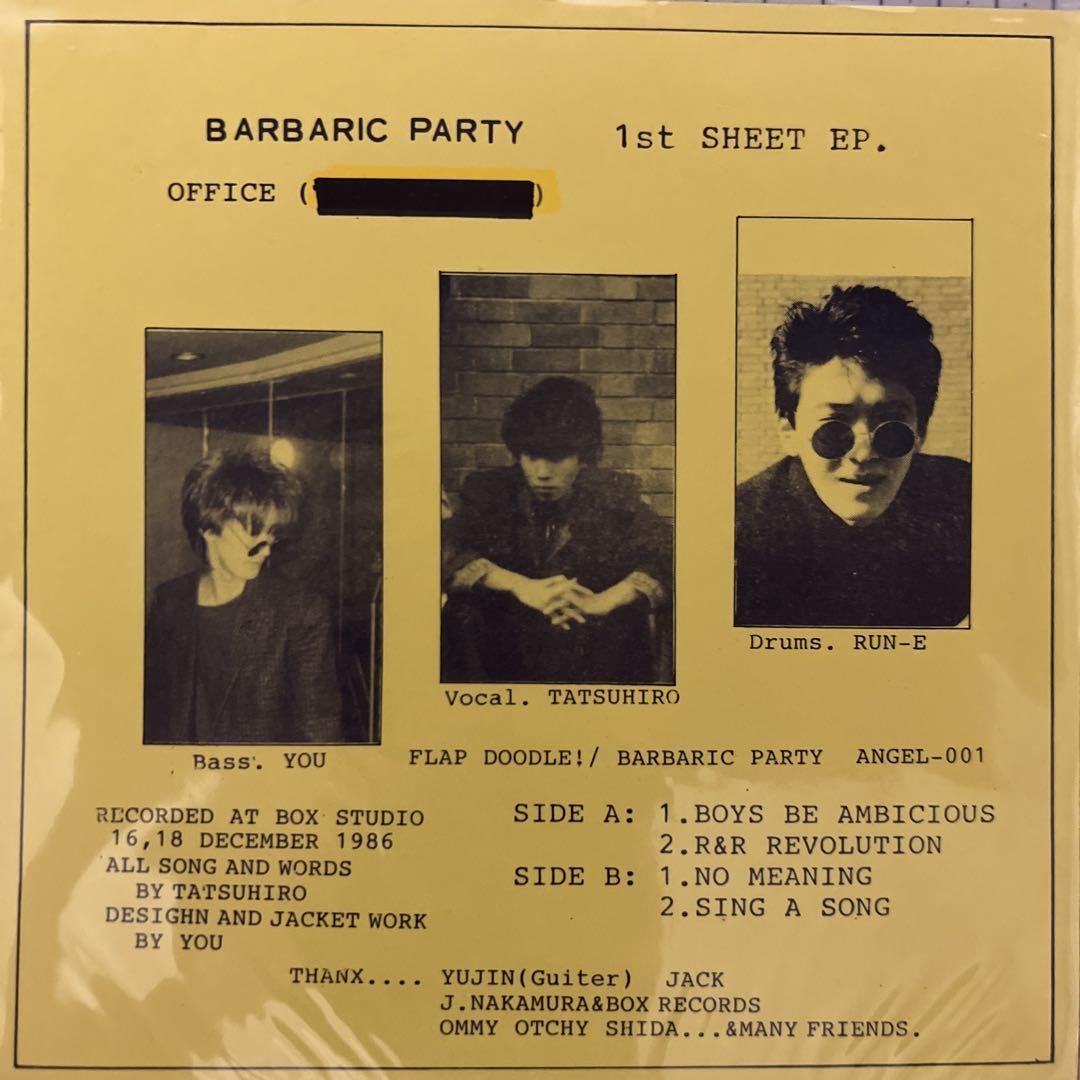 BARBARIC PARTY 1st SHEET EP.
OFFICE ( )
Drums. RUN-E
Vocal. TATSUHIRO
Bass. YOU
FLAP DOODLE!/ BARBARIC PARTY ANGEL-001
RECORDED AT BOX STUDIO
16,18 DECEMBER 1986
ALL SONG AND WORDS
BY TATSUHIRO
DESIGHN AND JACKET WORK
BY YOU
SIDE A: 1.BOYS BE AMBICIOUS
2.R&R REVOLUTION
SIDE B: 1.NO MEANING
2.SING A SONG
THANX.... YUJIN(Guiter) JACK
J.NAKAMURA&BOX RECORDS
OMMY OTCHY SHIDA...&MANY FRIENDS.